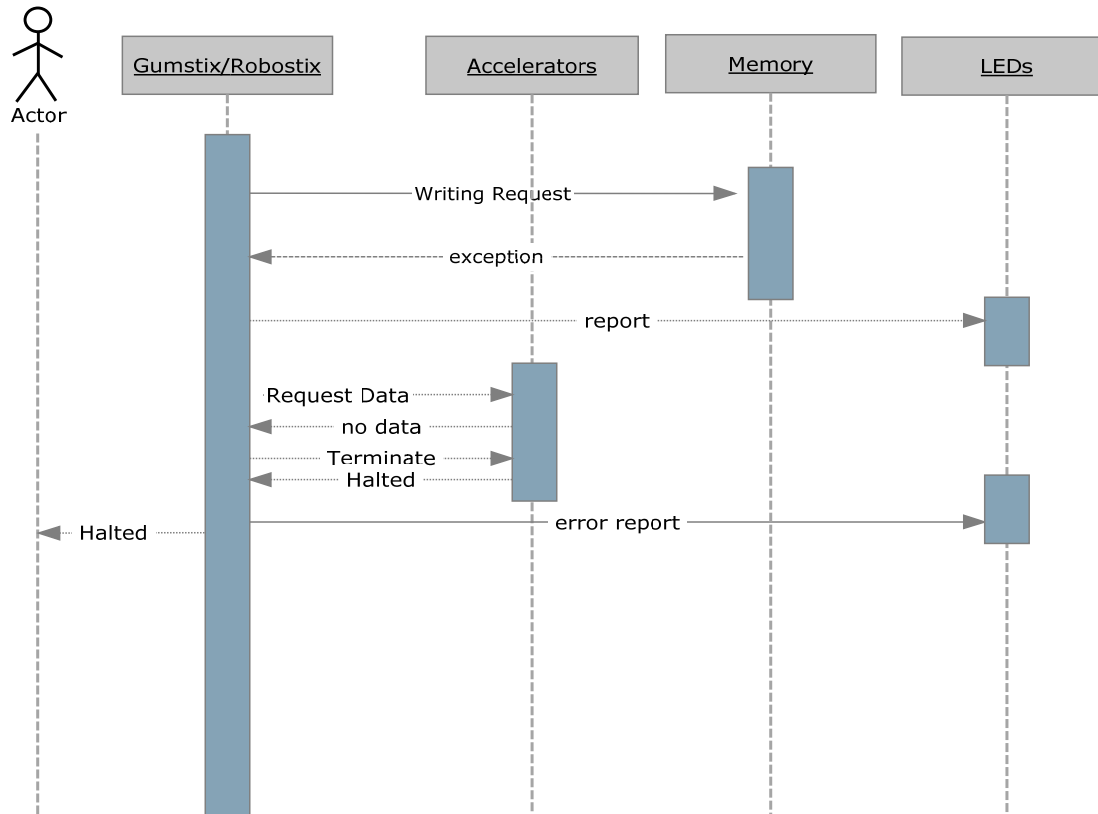 Actor
Gumstix/Robostix
Accelerators
Memory
LEDs
Writing Request
exception
report
Request Data
no data
Terminate
Halted
error report
Halted